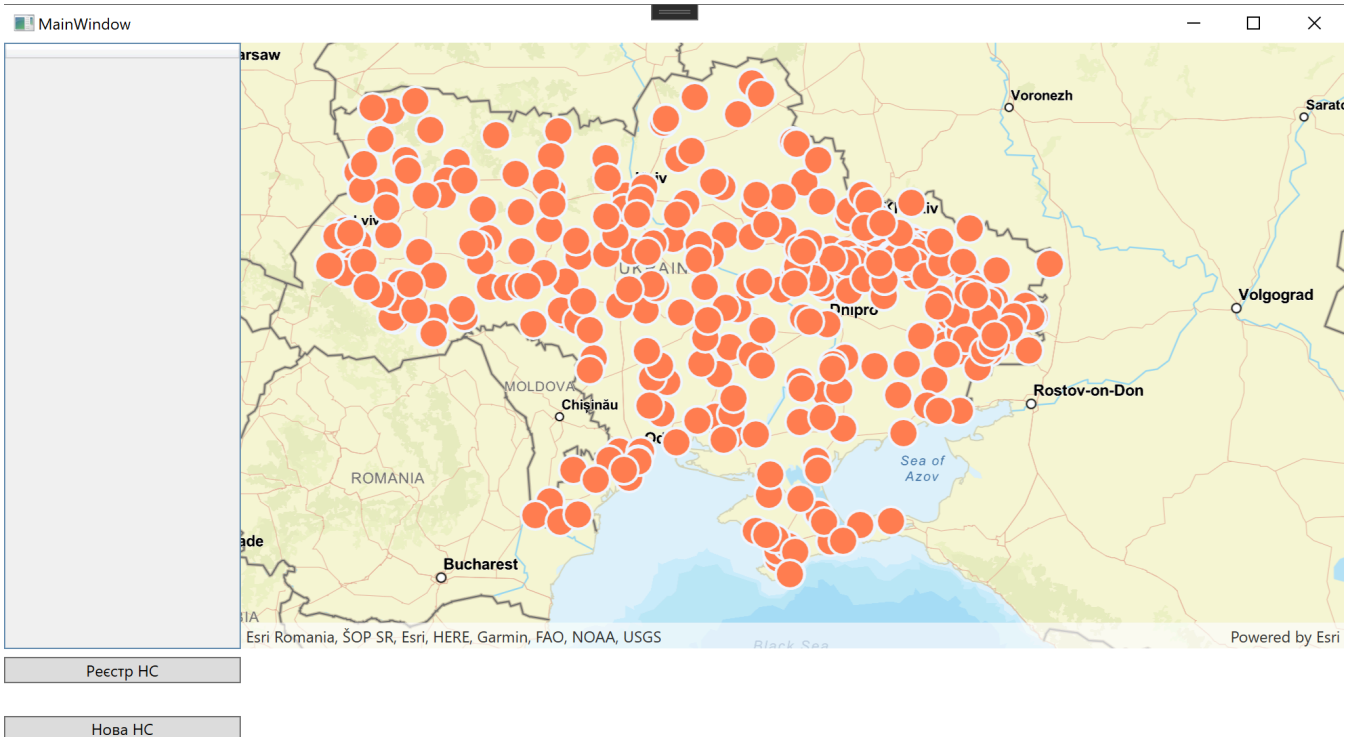 MainWindow
arsaw
Voronezh
Sarato
Lviv
UKRAIN
Dnipro
Volgograd
MOLDOVA
Chișinău
Rostov-on-Don
ROMANIA
Sea of
Azov
ade
Bucharest
IA
Esri Romania, ŠOP SR, Esri, HERE, Garmin, FAO, NOAA, USGS
Powered by Esri
Black Sea
Реєстр НС
Нова НС